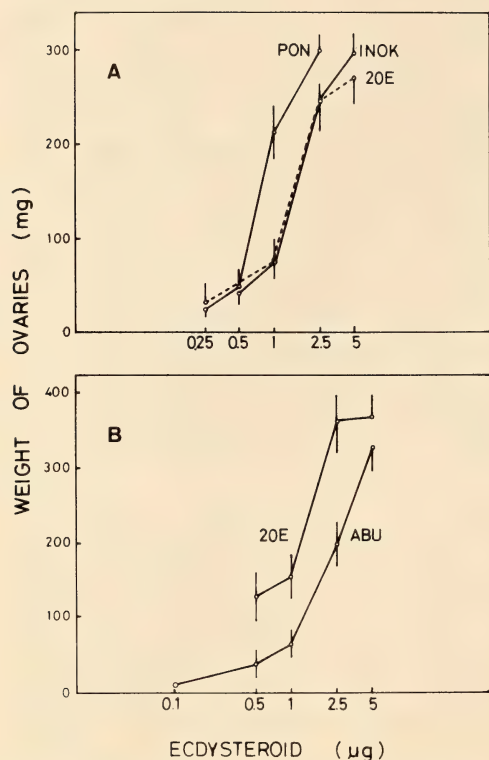 A
PON
INOK
20E
300
200
100
0
0,25 0.5 1 2.5 5
WEIGHT OF OVARIES (mg)
B
20E
ABU
400
300
200
100
0
0.1 0.5 1 2.5 5
ECDYSTEROID (µg)